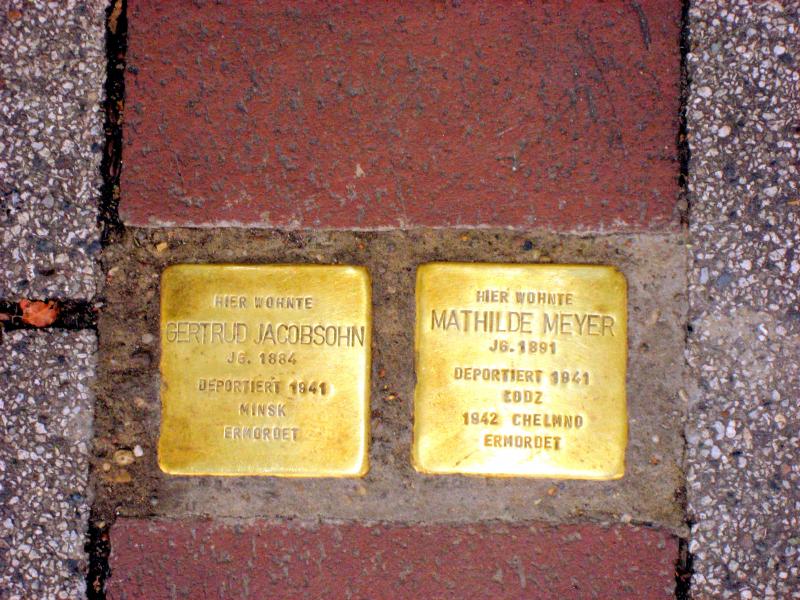 HIER WOHNTE
GERTRUD JACOBSOHN
JG. 1884
DEPORTIERT 1941
MINSK
ERMORDET
HIER WOHNTE
MATHILDE MEYER
JG. 1891
DEPORTIERT 1941
ŁODZ
1942 CHELMNO
ERMORDET